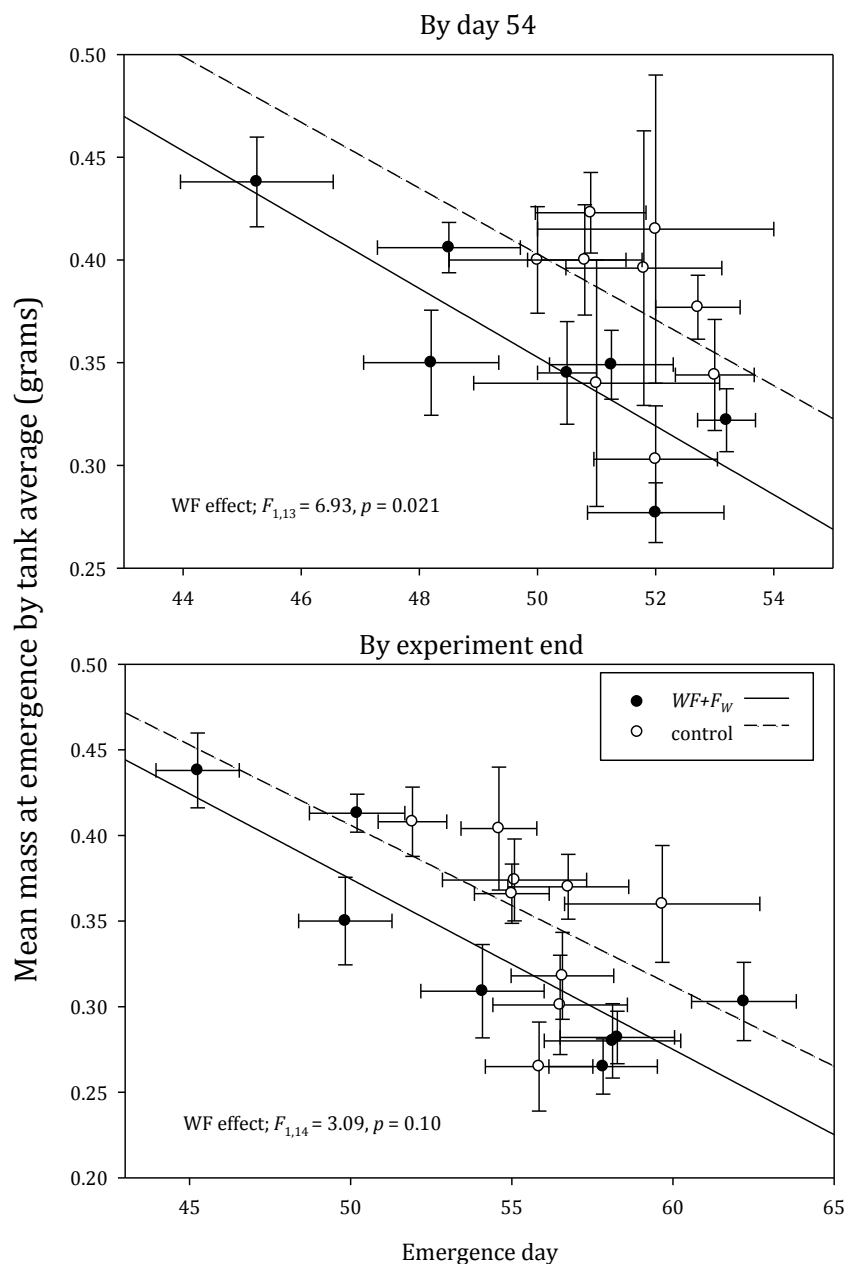 By day 54
0.50
0.45
0.40
0.35
0.30
0.25
WF effect; F1,13 = 6.93, p = 0.021
44 46 48 50 52 54
Mean mass at emergence by tank average (grams)
By experiment end
0.50
0.45
0.40
0.35
0.30
0.25
0.20
WF+FW
control
WF effect; F1,14 = 3.09, p = 0.10
45 50 55 60 65
Emergence day